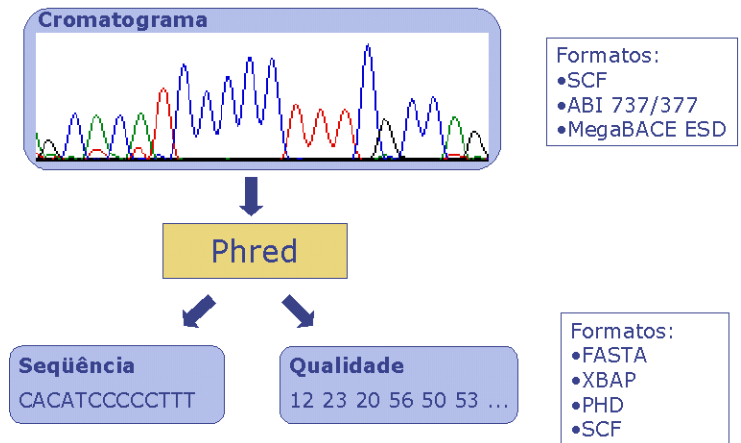 Cromatograma
Formatos:
•SCF
•ABI 737/377
•MegaBACE ESD
Phred
Seqüência
CACATCCCCCTTT
Qualidade
12 23 20 56 50 53 ...
Formatos:
•FASTA
•XBAP
•PHD
•SCF